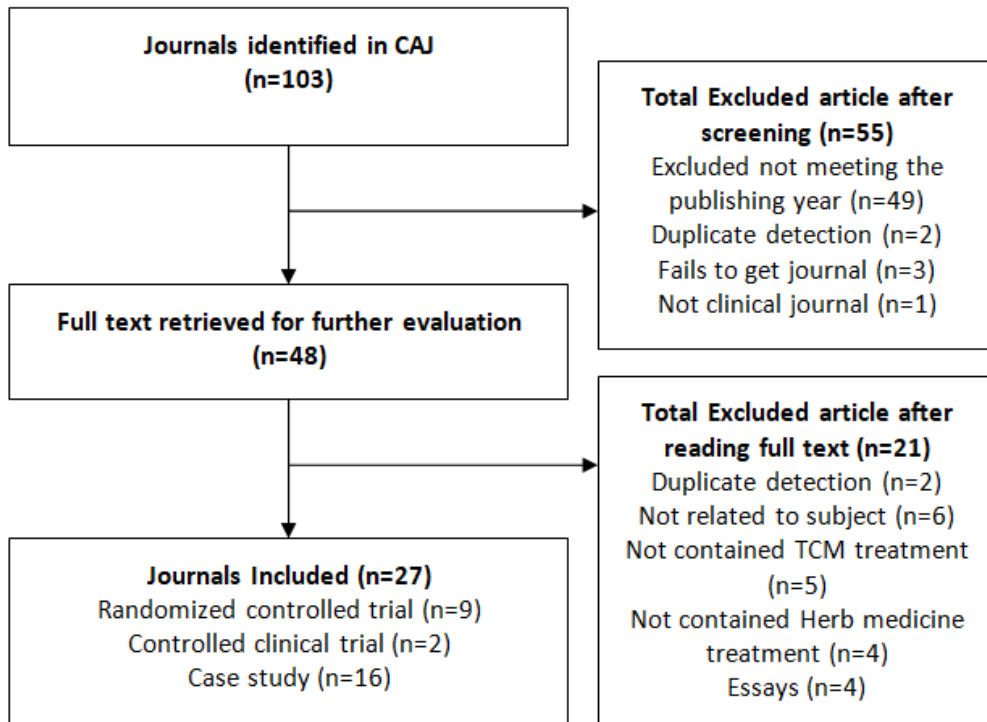 Journals identified in CAJ
(n=103)
Total Excluded article after
screening (n=55)
Excluded not meeting the
publishing year (n=49)
Duplicate detection (n=2)
Fails to get journal (n=3)
Not clinical journal (n=1)
Full text retrieved for further evaluation
(n=48)
Total Excluded article after
reading full text (n=21)
Duplicate detection (n=2)
Not related to subject (n=6)
Not contained TCM treatment
(n=5)
Not contained Herb medicine
treatment (n=4)
Essays (n=4)
Journals Included (n=27)
Randomized controlled trial (n=9)
Controlled clinical trial (n=2)
Case study (n=16)